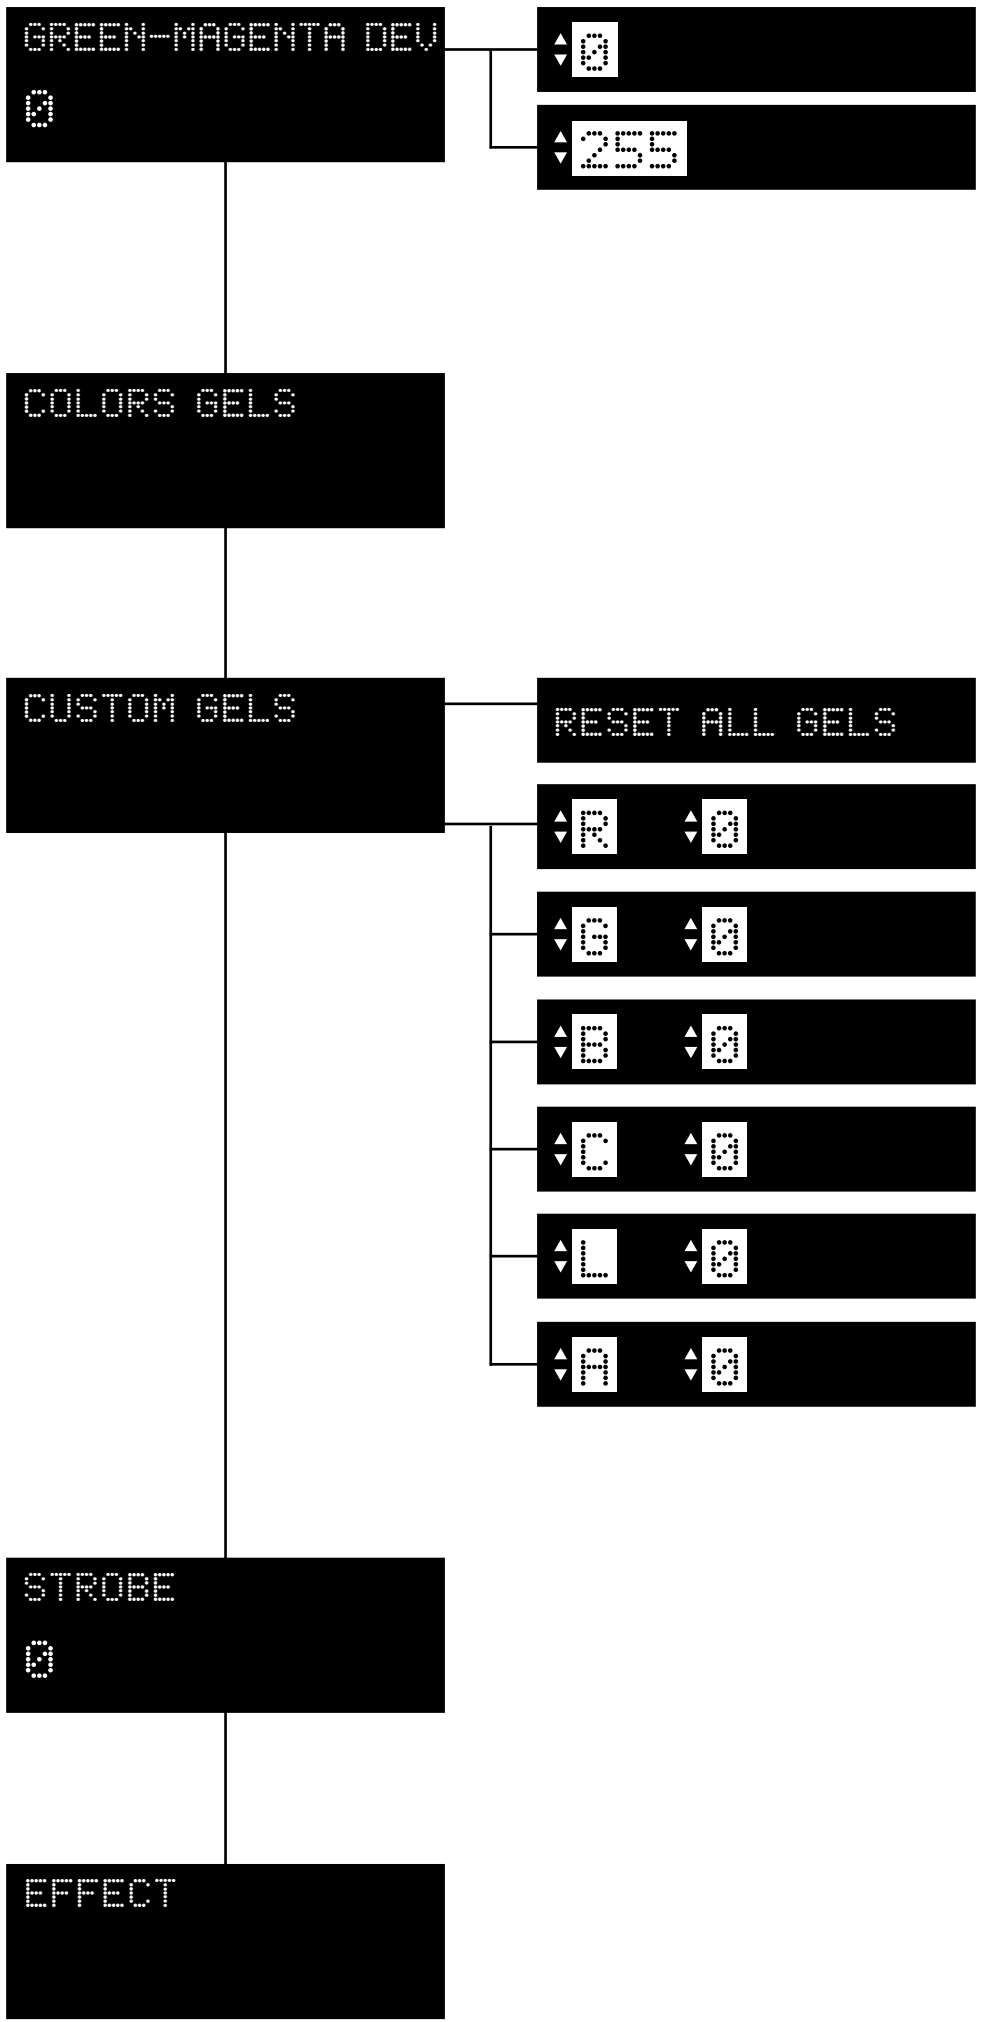 GREEN-MAGENTA DEV
0
0
255
COLORS GELS
CUSTOM GELS
RESET ALL GELS
R 0
G 0
B 0
C 0
L 0
A 0
STROBE
0
EFFECT